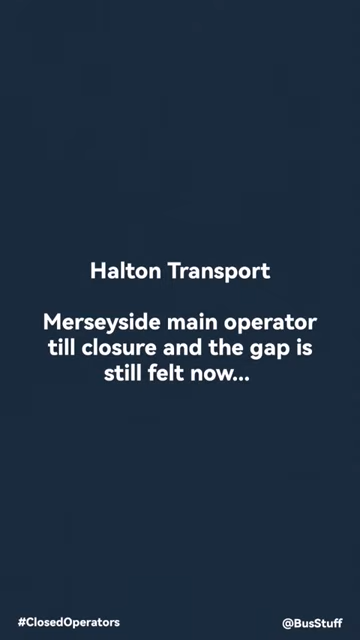 Halton Transport
Merseyside main operator
till closure and the gap is
still felt now...
#ClosedOperators
@BusStuff